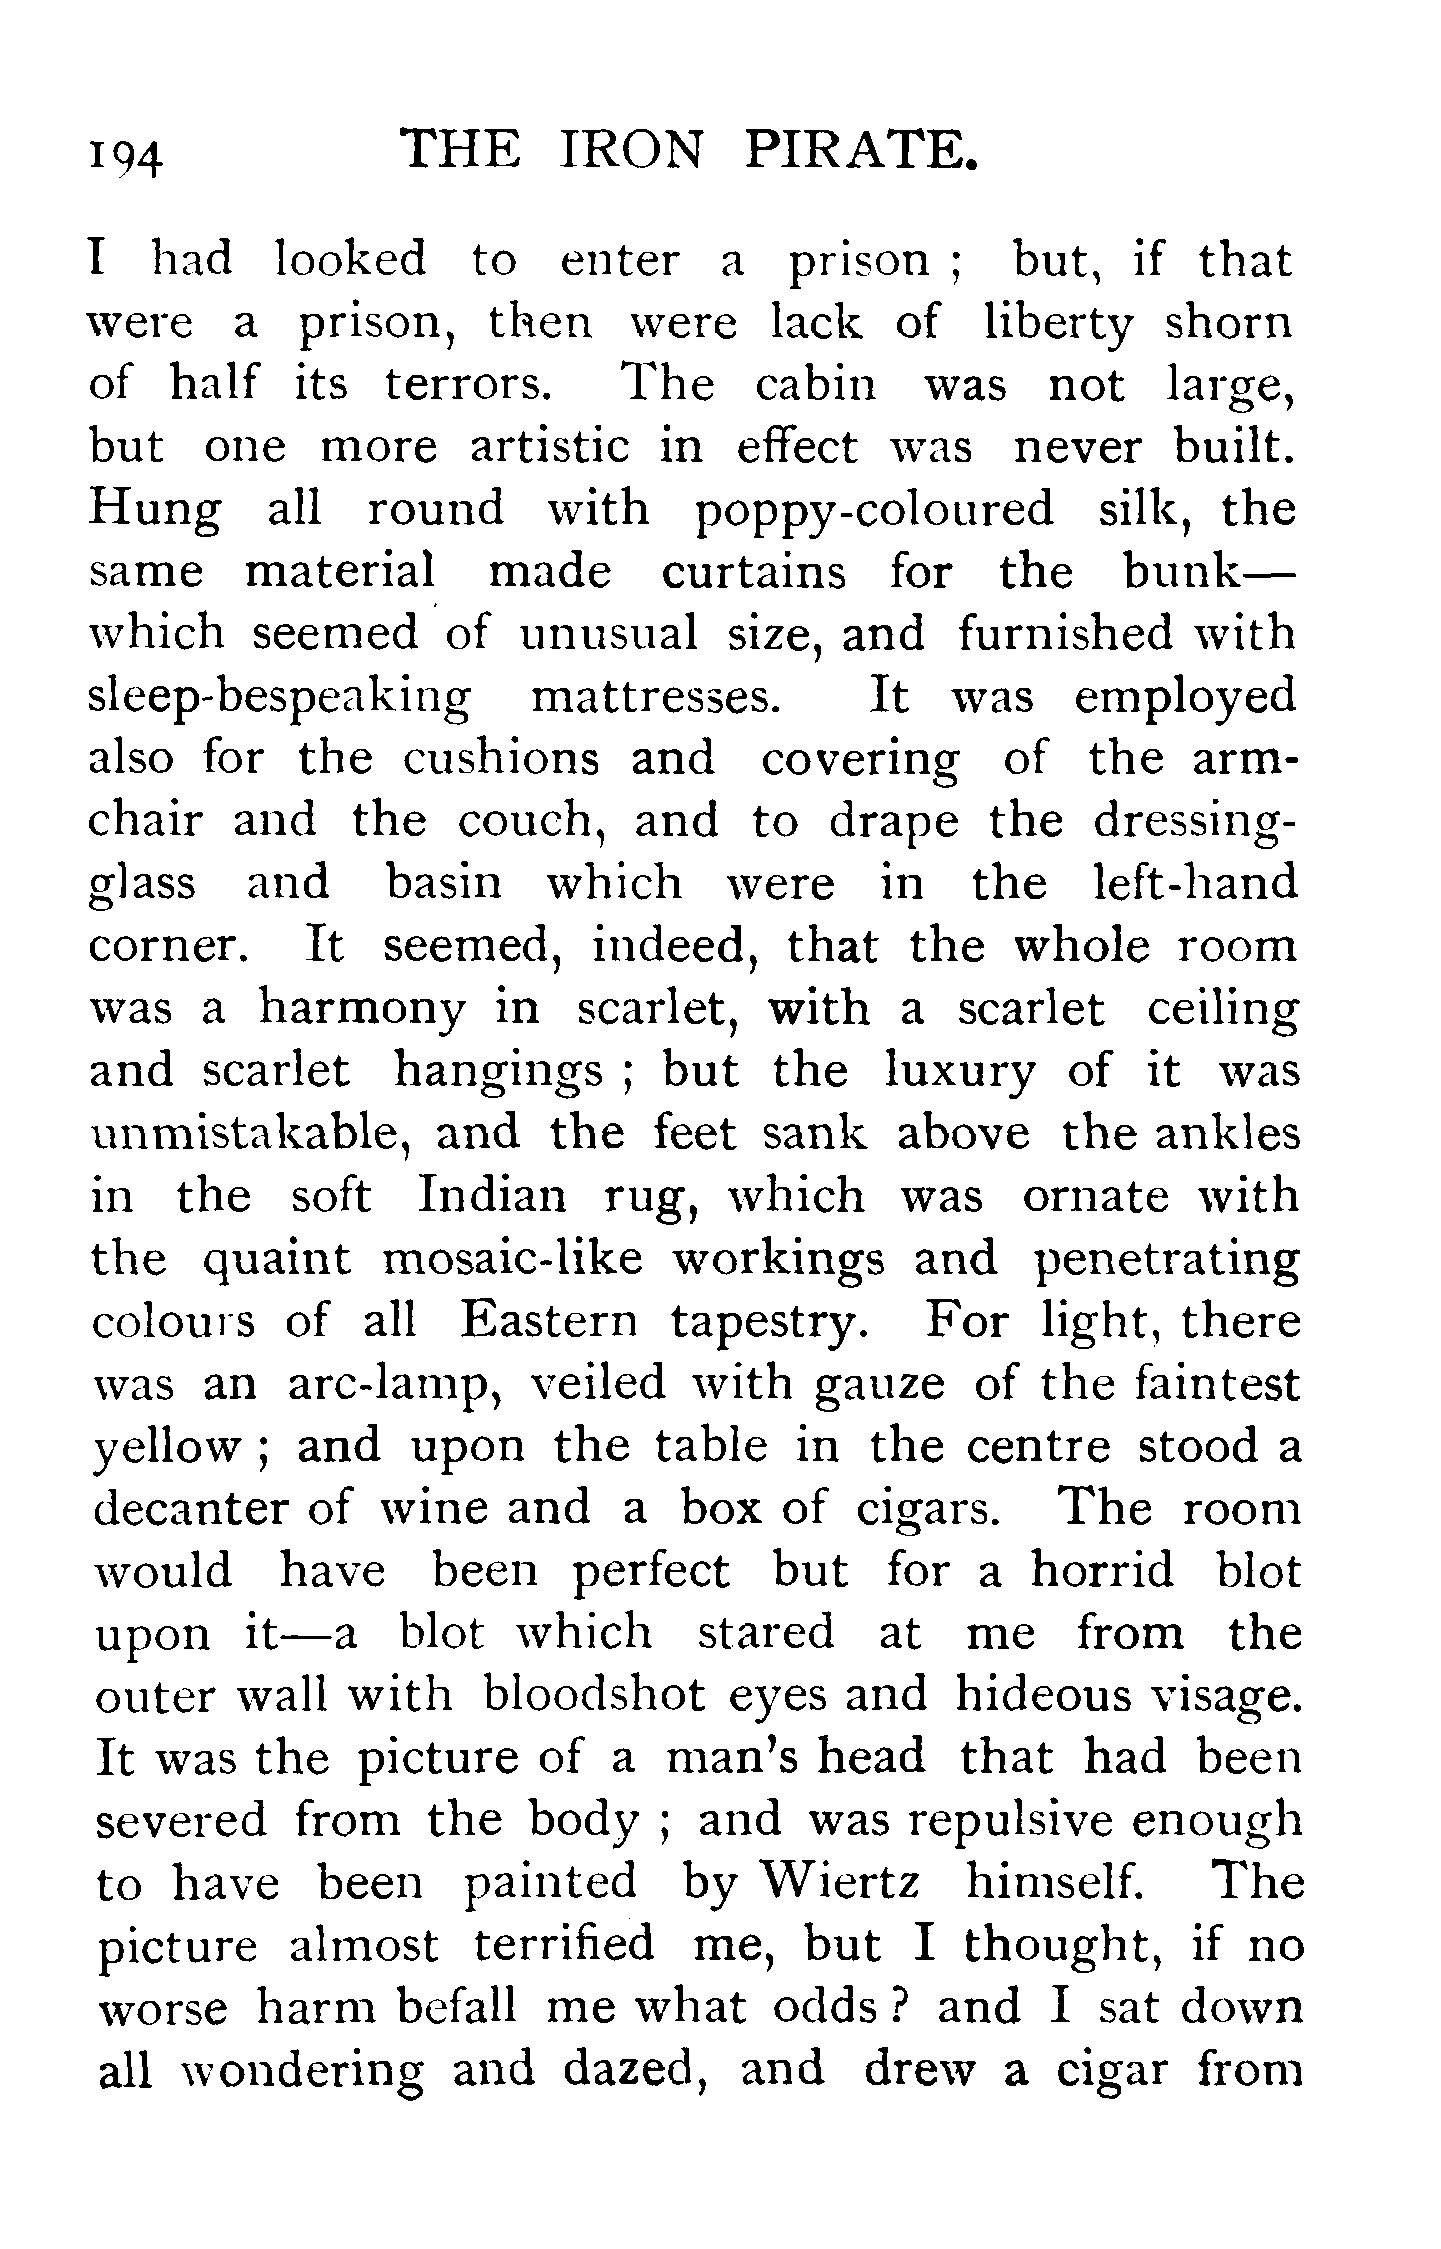 194 THE IRON PIRATE.
I had looked to enter a prison ; but, if that
were a prison, then were lack of liberty shorn
of half its terrors. The cabin was not large,
but one more artistic in effect was never built.
Hung all round with poppy-coloured silk, the
same material made curtains for the bunk—
which seemed of unusual size, and furnished with
sleep-bespeaking mattresses. It was employed
also for the cushions and covering of the arm-
chair and the couch, and to drape the dressing-
glass and basin which were in the left-hand
corner. It seemed, indeed, that the whole room
was a harmony in scarlet, with a scarlet ceiling
and scarlet hangings ; but the luxury of it was
unmistakable, and the feet sank above the ankles
in the soft Indian rug, which was ornate with
the quaint mosaic-like workings and penetrating
colours of all Eastern tapestry. For light, there
was an arc-lamp, veiled with gauze of the faintest
yellow ; and upon the table in the centre stood a
decanter of wine and a box of cigars. The room
would have been perfect but for a horrid blot
upon it—a blot which stared at me from the
outer wall with bloodshot eyes and hideous visage.
It was the picture of a man's head that had been
severed from the body ; and was repulsive enough
to have been painted by Wiertz himself. The
picture almost terrified me, but I thought, if no
worse harm befall me what odds ? and I sat down
all wondering and dazed, and drew a cigar from